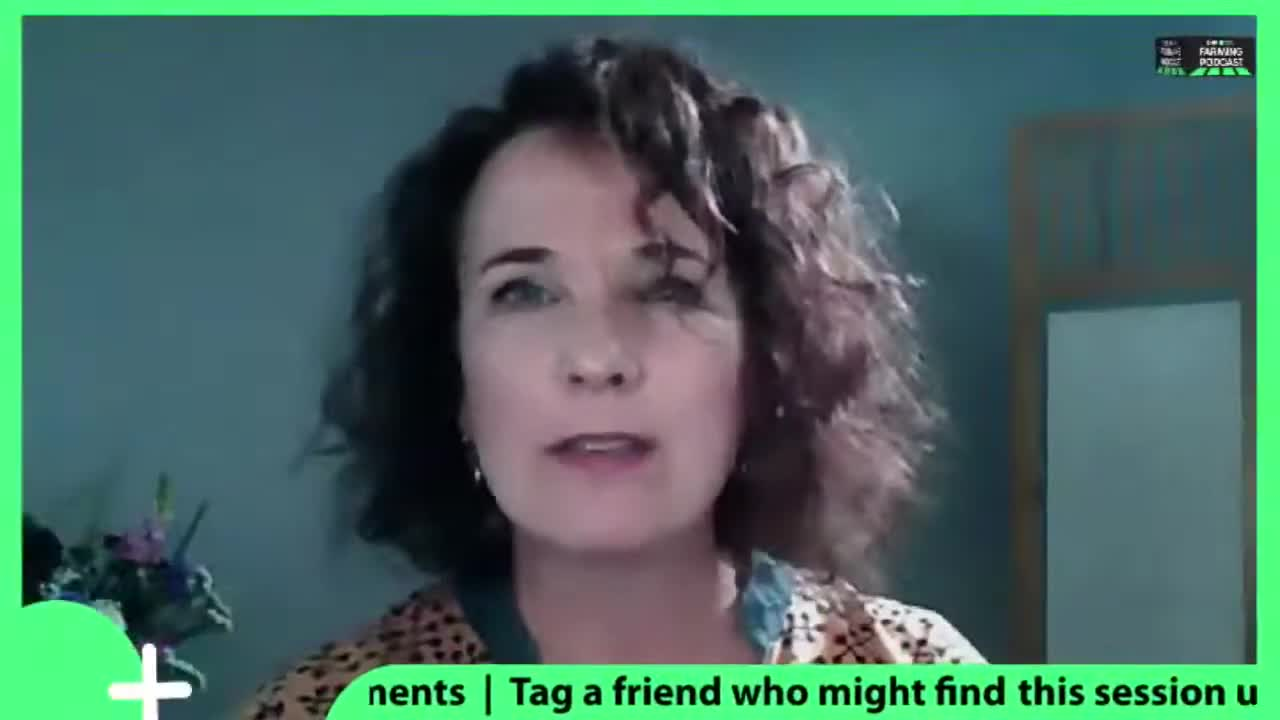 FARMING
PODCAST
nents | Tag a friend who might find this session u